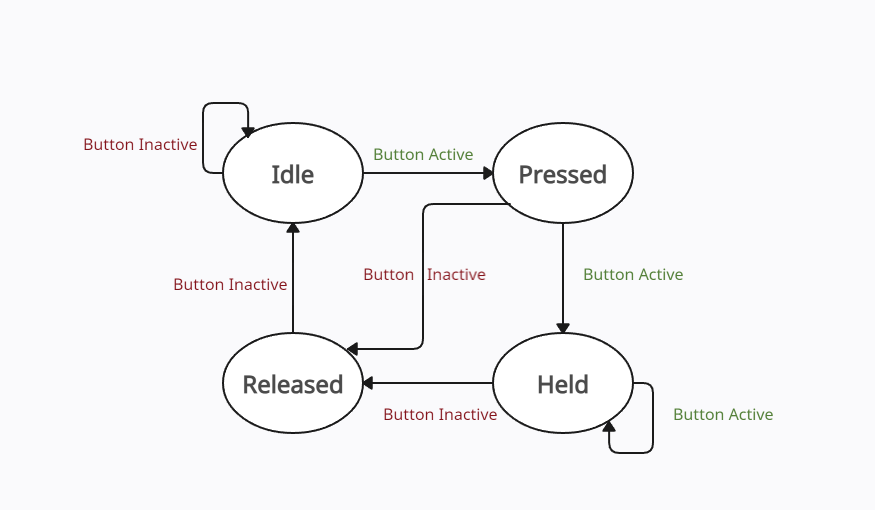 Button Inactive
Idle
Button Active
Pressed
Button Inactive
Button Inactive
Button Active
Released
Held
Button Inactive
Button Active